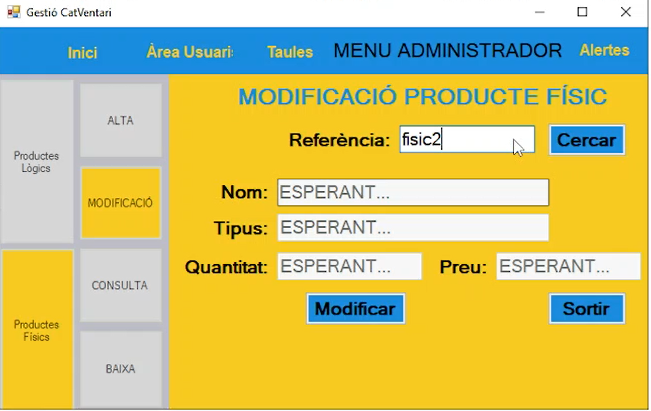 Gestió CatVentari
Inici Àrea Usuari Taules MENU ADMINISTRADOR Alertes
MODIFICACIÓ PRODUCTE FÍSIC
Productes
Lògics
Productes
Físics
ALTA
MODIFICACIÓ
CONSULTA
BAIXA
Referència: fisic2 Cercar
Nom: ESPERANT...
Tipus: ESPERANT...
Quantitat: ESPERANT... Preu: ESPERANT...
Modificar Sortir